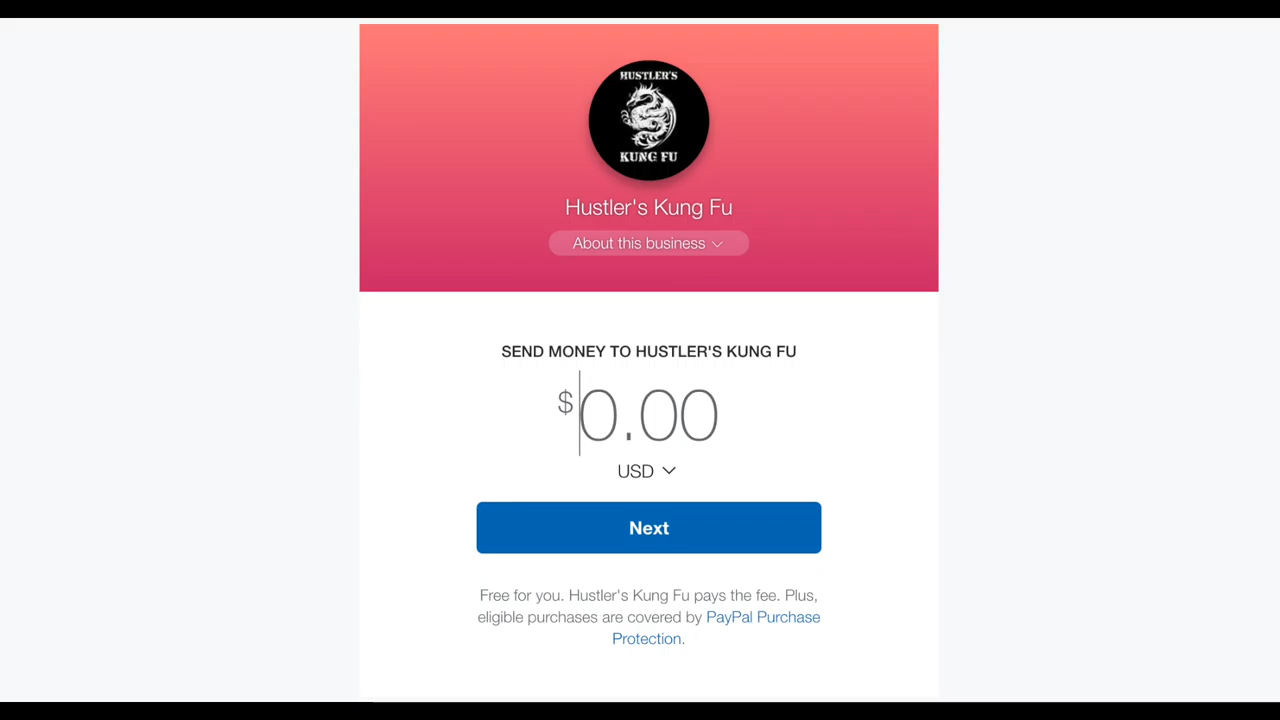 HUSTLER'S
KUNG FU
Hustler's Kung Fu
About this business
SEND MONEY TO HUSTLER'S KUNG FU
$0.00
USD
Next
Free for you. Hustler's Kung Fu pays the fee. Plus,
eligible purchases are covered by PayPal Purchase
Protection.